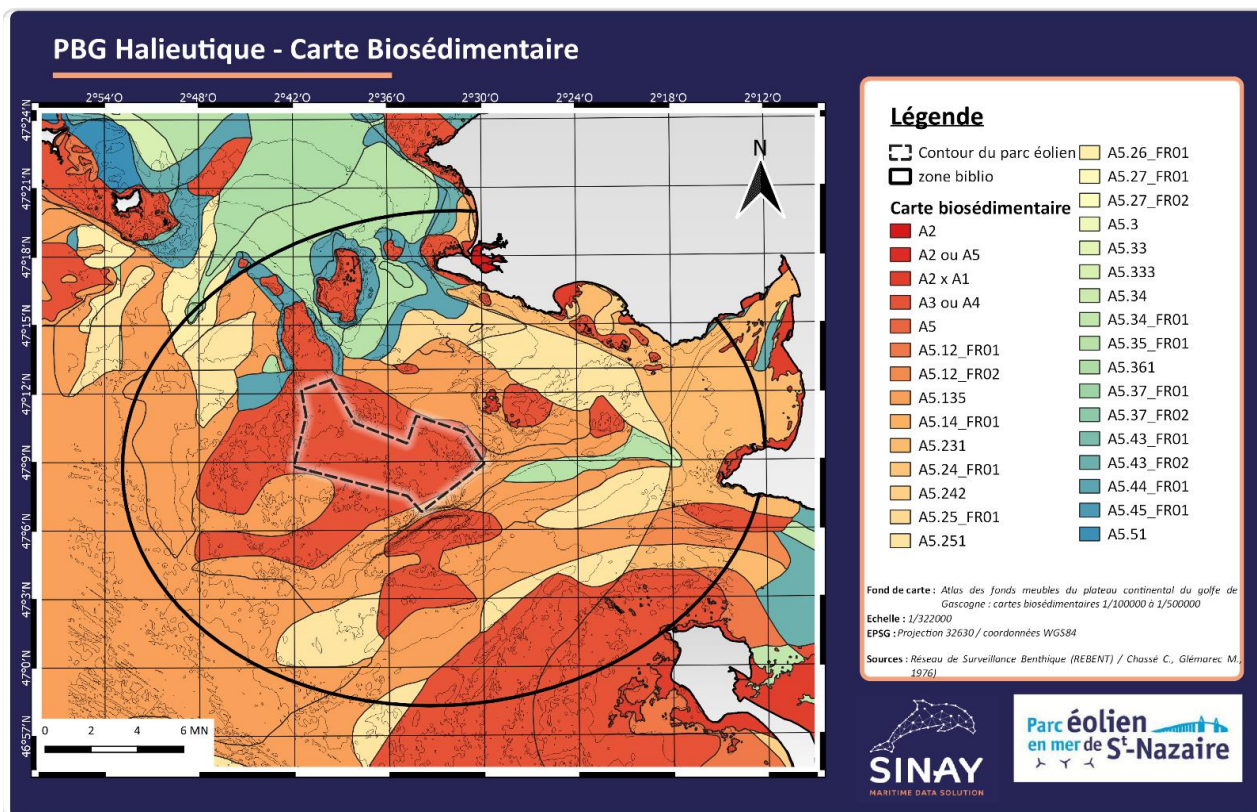 PBG Halieutique - Carte Biosédimentaire
2°54'O 2°48'O 2°42'O 2°36'O 2°30'O 2°24'O 2°18'O 2°12'O
47°24'N
47°21'N
47°18'N
47°15'N
47°12'N
47°9'N
47°6'N
47°3'N
47°0'N
46°57'N
N
0 2 4 6 MN
Légende
Contour du parc éolien
zone biblio
Carte biosédimentaire
A2
A2 ou A5
A2 x A1
A3 ou A4
A5
A5.12_FR01
A5.12_FR02
A5.135
A5.14_FR01
A5.231
A5.24_FR01
A5.242
A5.25_FR01
A5.251
A5.26_FR01
A5.27_FR01
A5.27_FR02
A5.3
A5.33
A5.333
A5.34
A5.34_FR01
A5.35_FR01
A5.361
A5.37_FR01
A5.37_FR02
A5.43_FR01
A5.43_FR02
A5.44_FR01
A5.45_FR01
A5.51
Fond de carte : Atlas des fonds meubles du plateau continental du golfe de
Gascogne : cartes biosédimentaires 1/100000 à 1/500000
Echelle : 1/322000
EPSG : Projection 32630 / coordonnées WGS84
Sources : Réseau de Surveillance Benthique (REBENT) / Chassé C., Glémarec M.,
1976)
SINAY
MARITIME DATA SOLUTION
Parc éolien
en mer de St-Nazaire